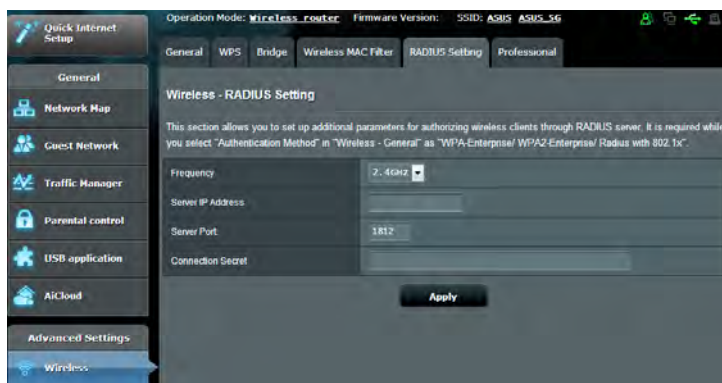 Quick Internet
Setup
Operation Mode: Wireless router Firmware Version: SSID: ASUS ASUS_5G
General WPS Bridge Wireless MAC Filter RADIUS Setting Professional
General
Network Map
Guest Network
Traffic Manager
Parental control
USB application
AiCloud
Advanced Settings
Wireless
Wireless - RADIUS Setting
This section allows you to set up additional parameters for authorizing wireless clients through RADIUS server. It is required while
you select "Authentication Method" in "Wireless - General" as "WPA-Enterprise/ WPA2-Enterprise/ Radius with 802.1x".
Frequency 2.4GHz
Server IP Address
Server Port 1812
Connection Secret
Apply